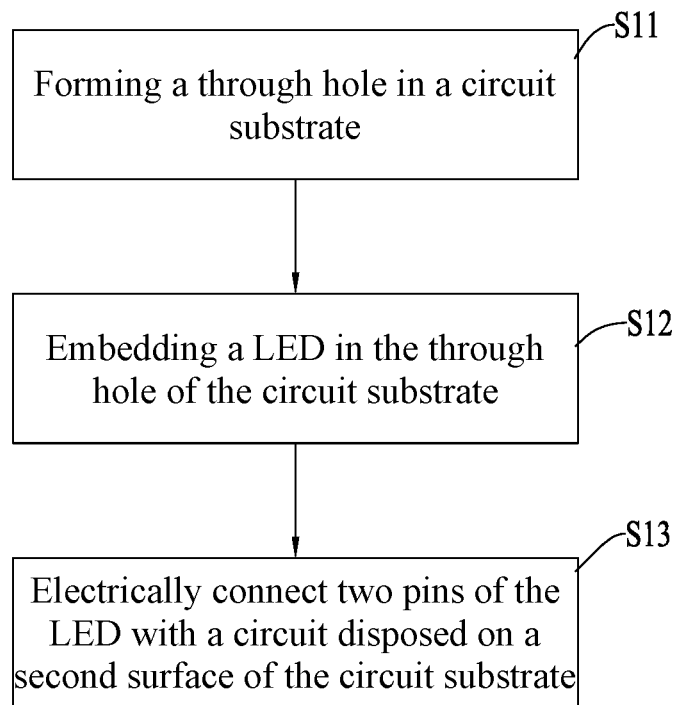 S11
Forming a through hole in a circuit
substrate
S12
Embedding a LED in the through
hole of the circuit substrate
S13
Electrically connect two pins of the
LED with a circuit disposed on a
second surface of the circuit substrate